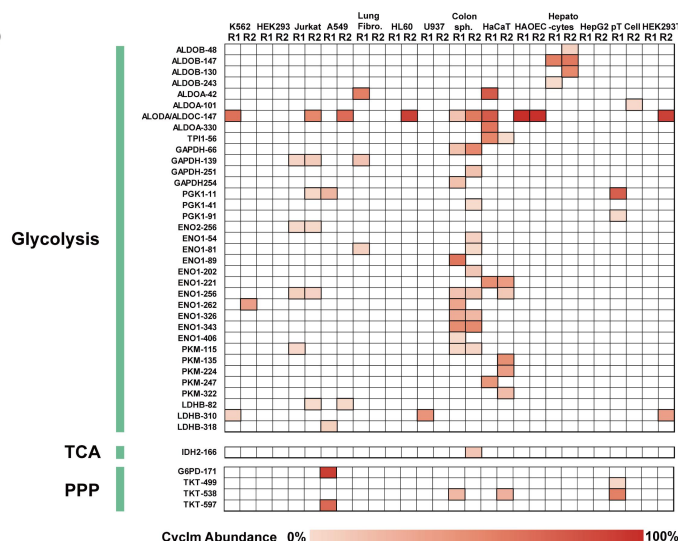 Lung Colon Hepato
K562 HEK293 Jurkat A549 Fibro. HL60 U937 sph. HaCaT HAOEC -cytes HepG2 pT Cell HEK293T
R1 R2 R1 R2 R1 R2 R1 R2 R1 R2 R1 R2 R1 R2 R1 R2 R1 R2 R1 R2 R1 R2 R1 R2 R1 R2 R1 R2
ALDOB-48
ALDOB-147
ALDOB-130
ALDOB-243
ALDOA-42
ALDOA-101
ALODA/ALDOC-147
ALDOA-330
TPI1-56
GAPDH-66
GAPDH-139
GAPDH-251
GAPDH254
PGK1-11
PGK1-41
PGK1-91
ENO2-256
Glycolysis
ENO1-54
ENO1-81
ENO1-89
ENO1-202
ENO1-221
ENO1-256
ENO1-262
ENO1-326
ENO1-343
ENO1-406
PKM-115
PKM-135
PKM-224
PKM-247
PKM-322
LDHB-82
LDHB-310
LDHB-318
TCA IDH2-166
G6PD-171
TKT-499
PPP
TKT-538
TKT-597
CycIm Abundance 0% 100%